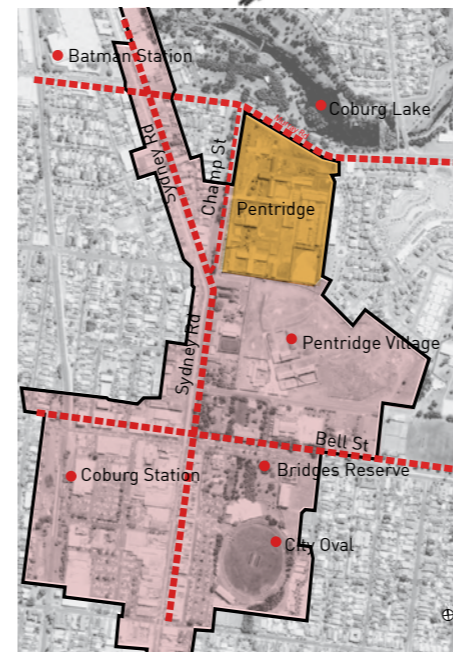 Batman Station
Coburg Lake
Sydney Rd
Champ St
Pentridge
Sydney Rd
Pentridge Village
Bell St
Coburg Station
Bridges Reserve
City Oval